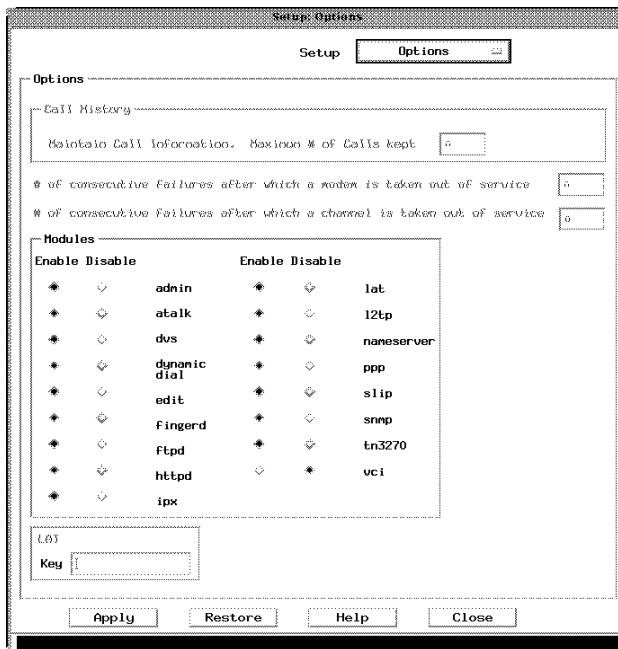 Setup: Options
Setup Options
Options
Call History
Maintain Call Information. Maximum # of Calls kept 0
# of consecutive failures after which a modem is taken out of service 0
# of consecutive failures after which a channel is taken out of service 0
Modules
Enable Disable Enable Disable
admin lat
atalk l2tp
dvs nameserver
dynamic dial ppp
edit slip
fingerd snmp
ftpd tn3270
httpd vci
ipx
LAT
Key
Apply Restore Help Close